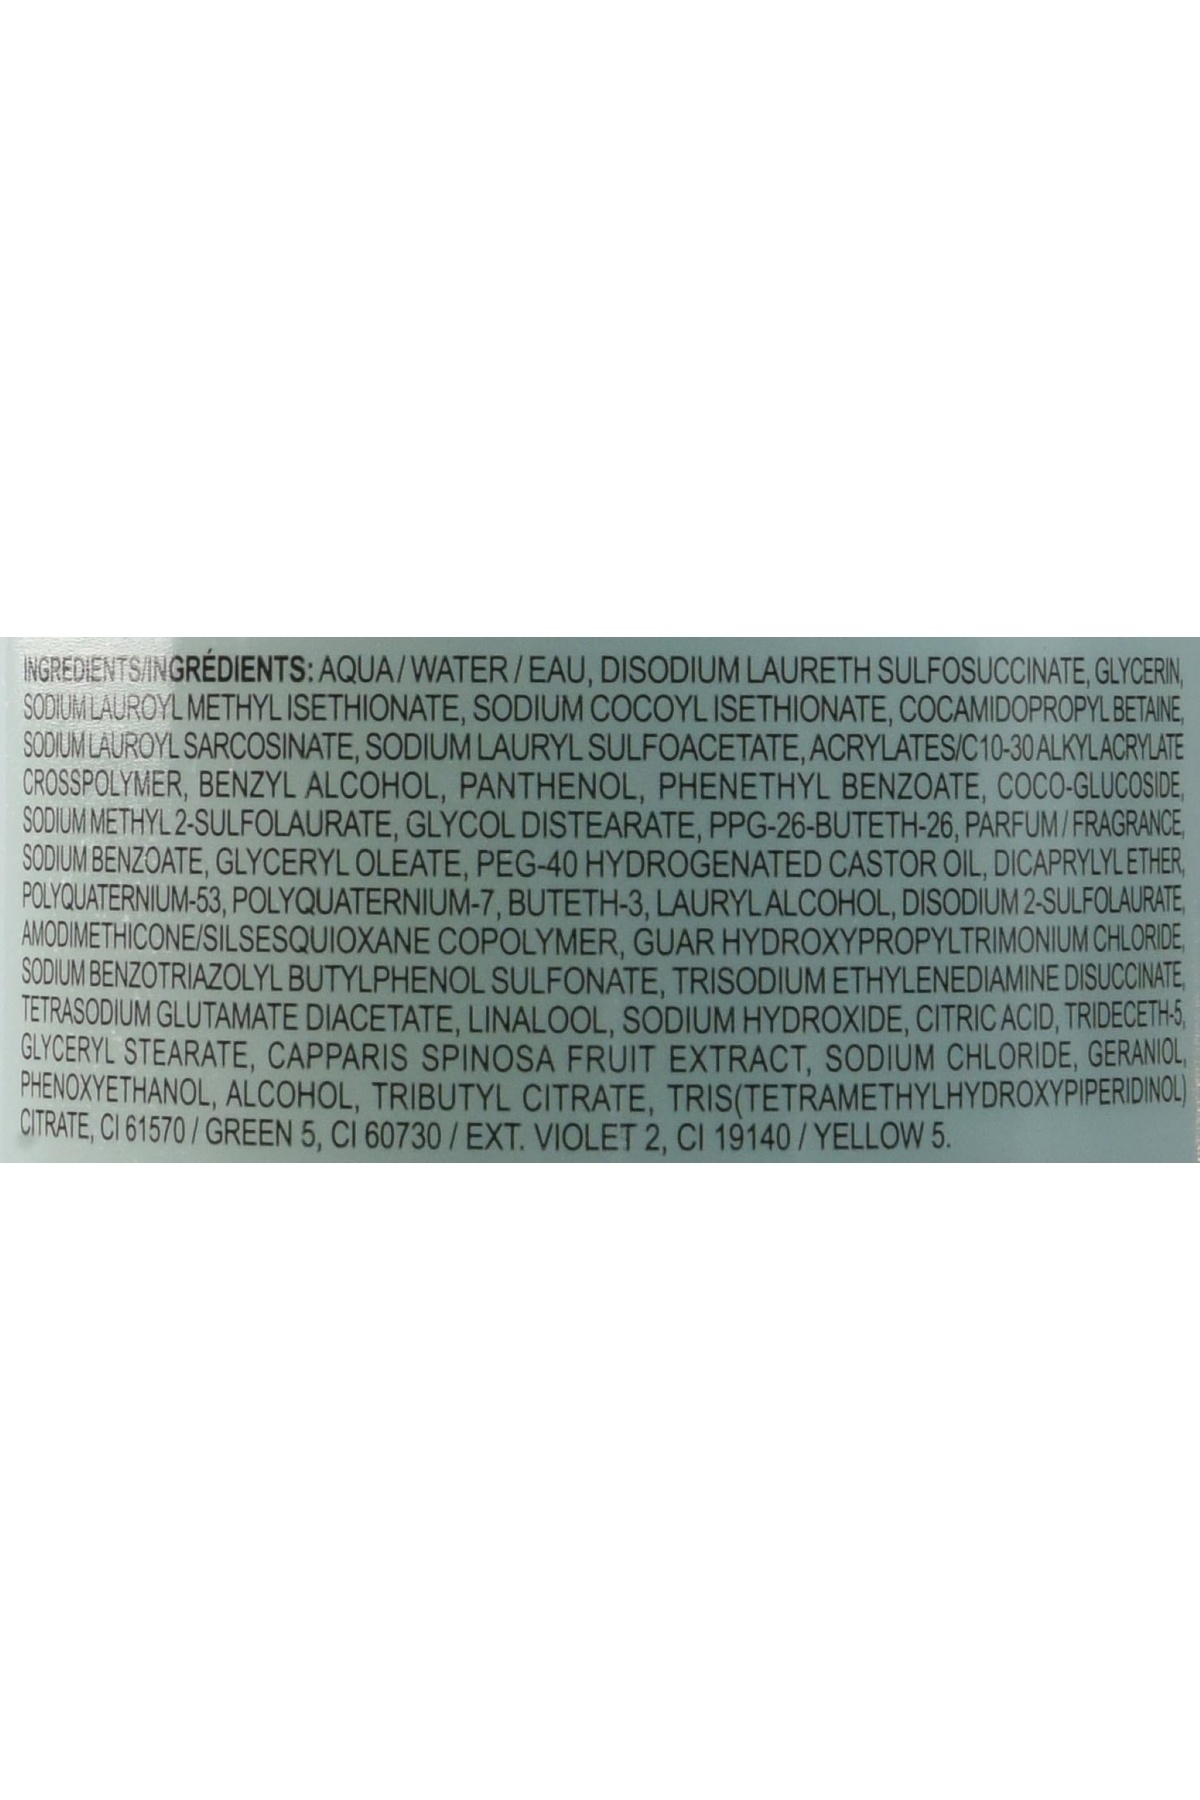 INGREDIENTS/INGRÉDIENTS: AQUA / WATER / EAU, DISODIUM LAURETH SULFOSUCCINATE, GLYCERIN,
SODIUM LAUROYL METHYL ISETHIONATE, SODIUM COCOYL ISETHIONATE, COCAMIDOPROPYL BETAINE,
SODIUM LAUROYL SARCOSINATE, SODIUM LAURYL SULFOACETATE, ACRYLATES/C10-30 ALKYL ACRYLATE
CROSSPOLYMER, BENZYL ALCOHOL, PANTHENOL, PHENETHYL BENZOATE, COCO-GLUCOSIDE,
SODIUM METHYL 2-SULFOLAURATE, GLYCOL DISTEARATE, PPG-26-BUTETH-26, PARFUM / FRAGRANCE,
SODIUM BENZOATE, GLYCERYL OLEATE, PEG-40 HYDROGENATED CASTOR OIL, DICAPRYLYL ETHER,
POLYQUATERNIUM-53, POLYQUATERNIUM-7, BUTETH-3, LAURYL ALCOHOL, DISODIUM 2-SULFOLAURATE,
AMODIMETHICONE/SILSESQUIOXANE COPOLYMER, GUAR HYDROXYPROPYLTRIMONIUM CHLORIDE,
SODIUM BENZOTRIAZOLYL BUTYLPHENOL SULFONATE, TRISODIUM ETHYLENEDIAMINE DISUCCINATE,
TETRASODIUM GLUTAMATE DIACETATE, LINALOOL, SODIUM HYDROXIDE, CITRIC ACID, TRIDECETH-5,
GLYCERYL STEARATE, CAPPARIS SPINOSA FRUIT EXTRACT, SODIUM CHLORIDE, GERANIOL,
PHENOXYETHANOL, ALCOHOL, TRIBUTYL CITRATE, TRIS(TETRAMETHYLHYDROXYPIPERIDINOL)
CITRATE, CI 61570 / GREEN 5, CI 60730 / EXT. VIOLET 2, CI 19140 / YELLOW 5.